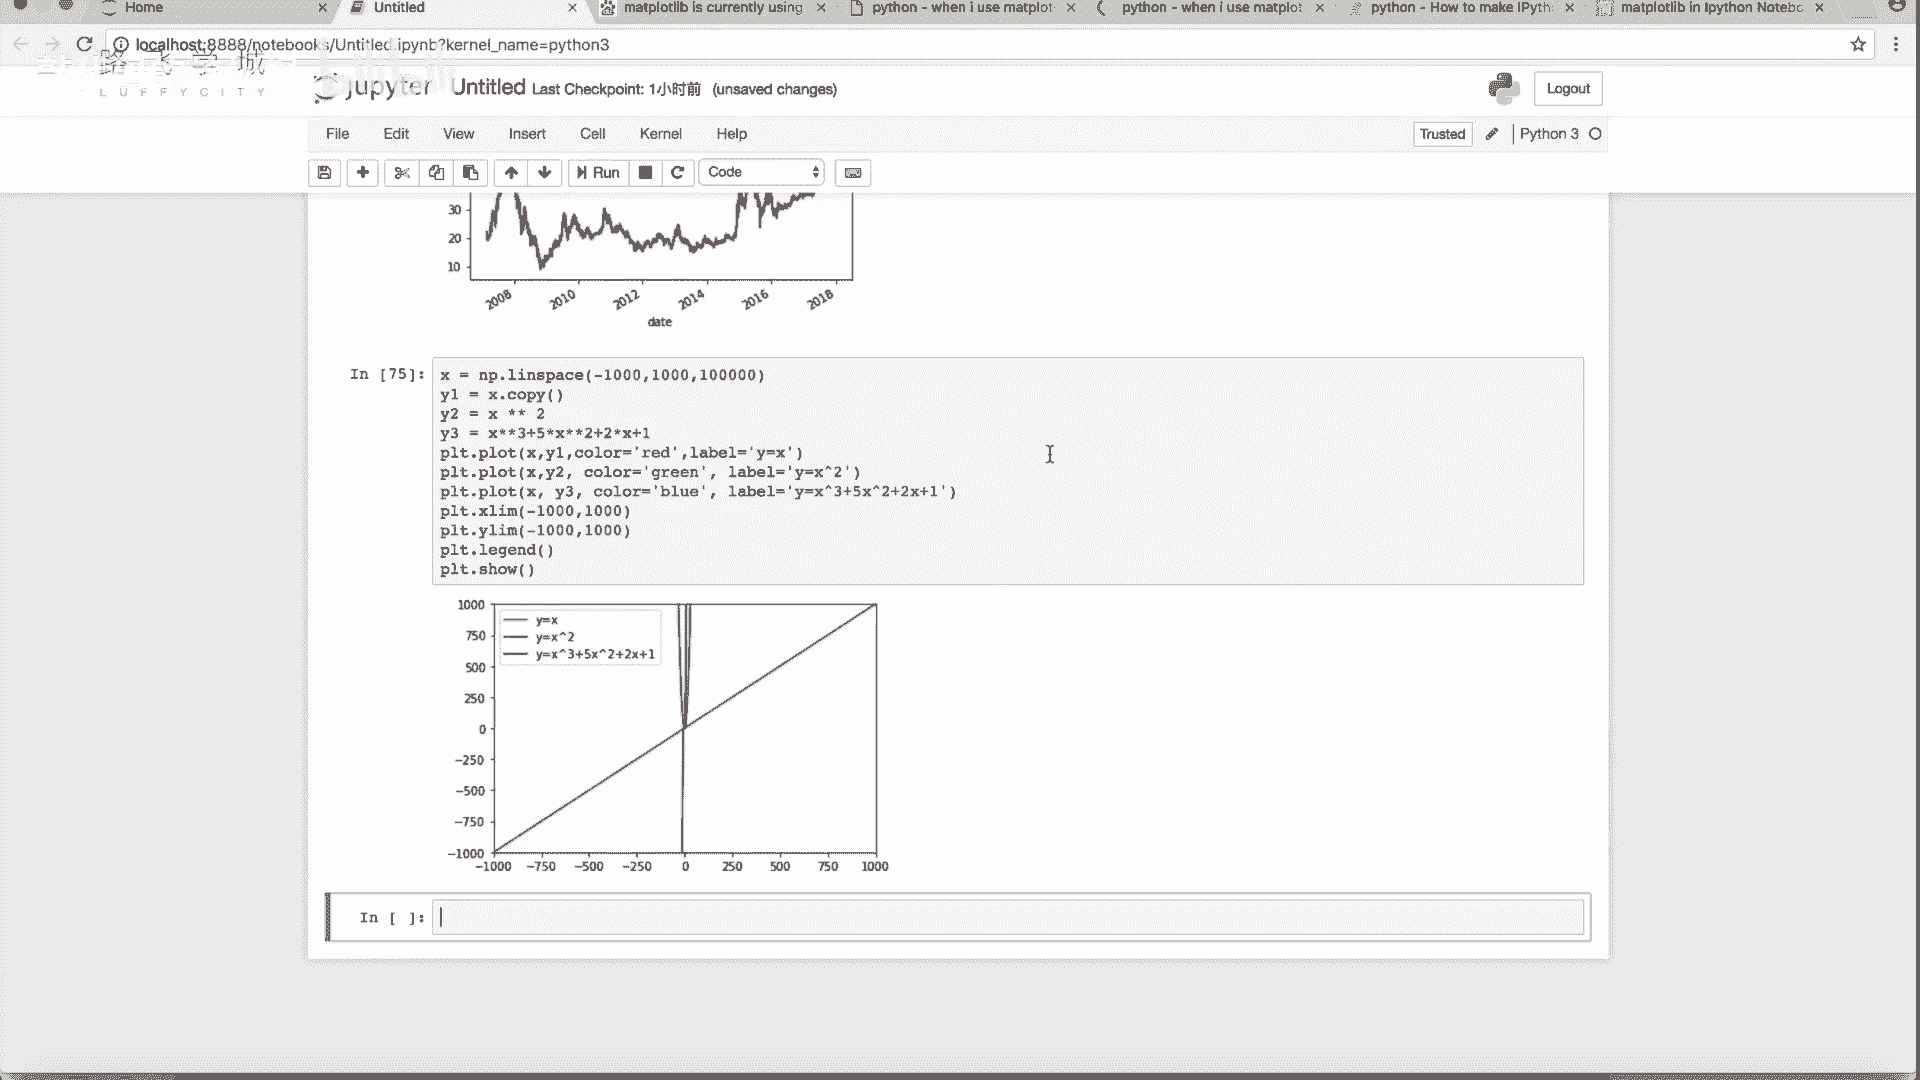 Home
Untitled
matplotlib is currently using
python - when i use matplot
python - when i use matplot
python - How to make IPyth
matplotlib in Ipython Notebo
localhost:8888/notebooks/Untitled.ipynb?kernel_name=python3
路飞学城
LUFFYCITY
jupyter Untitled Last Checkpoint: 1小时前 (unsaved changes)
Logout
File Edit View Insert Cell Kernel Help
Trusted
Python 3
Run
Code
30
20
10
2008 2010 2012 2014 2016 2018
date
In [75]:
x = np.linspace(-1000,1000,100000)
y1 = x.copy()
y2 = x ** 2
y3 = x**3+5*x**2+2*x+1
plt.plot(x,y1,color='red',label='y=x')
plt.plot(x,y2, color='green', label='y=x^2')
plt.plot(x, y3, color='blue', label='y=x^3+5x^2+2x+1')
plt.xlim(-1000,1000)
plt.ylim(-1000,1000)
plt.legend()
plt.show()
y=x
y=x^2
y=x^3+5x^2+2x+1
1000
750
500
250
0
−250
−500
−750
−1000
−1000 −750 −500 −250 0 250 500 750 1000
In [ ]: